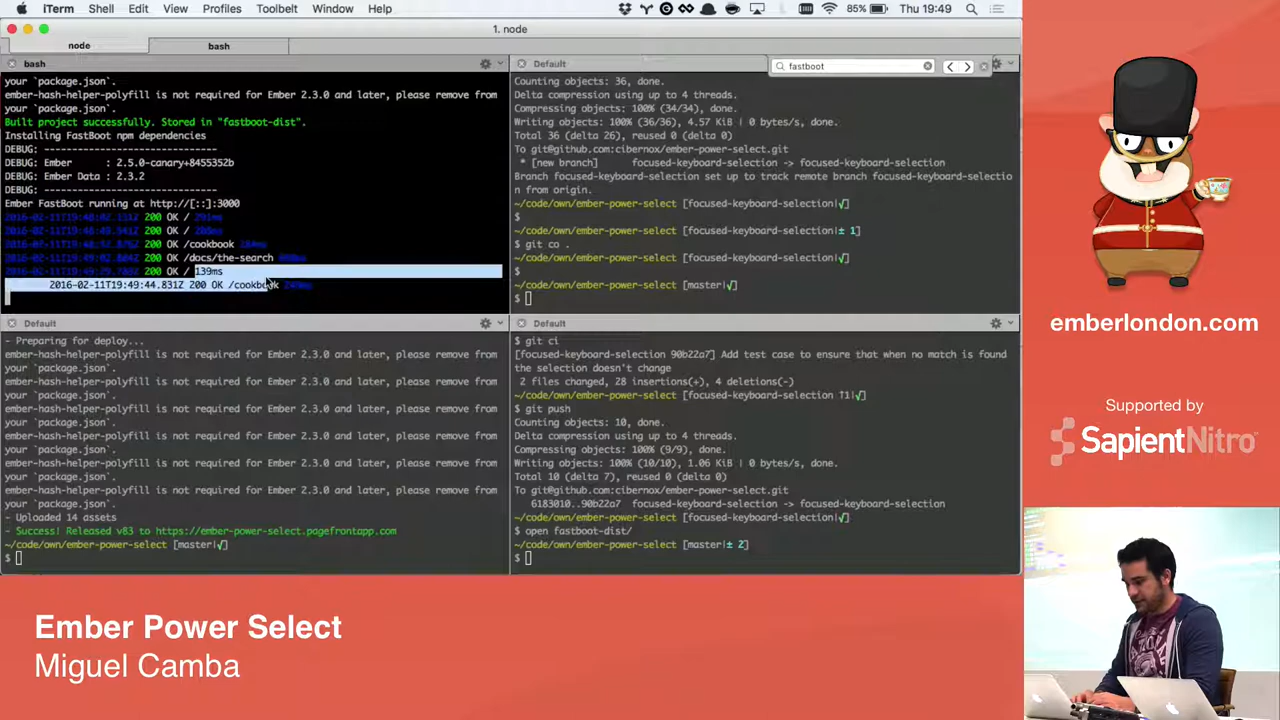 iTerm Shell Edit View Profiles Toolbelt Window Help 85% Thu 19:49
1. node
node bash
bash
your `package.json`.
ember-hash-helper-polyfill is not required for Ember 2.3.0 and later, please remove from
your `package.json`.
Built project successfully. Stored in "fastboot-dist".
Installing FastBoot npm dependencies
DEBUG: -------------------------------
DEBUG: Ember      : 2.5.0-canary+8455352b
DEBUG: Ember Data : 2.3.2
DEBUG: -------------------------------
Ember FastBoot running at http://[::]:3000
200 OK /
200 OK /
200 OK /cookbook
200 OK /docs/the-search
200 OK / 139ms
2016-02-11T19:49:44.831Z 200 OK /cookbook
Default
fastboot
Counting objects: 36, done.
Delta compression using up to 4 threads.
Compressing objects: 100% (34/34), done.
Writing objects: 100% (36/36), 4.57 KiB | 0 bytes/s, done.
Total 36 (delta 26), reused 0 (delta 0)
To git@github.com:cibernox/ember-power-select.git
* [new branch]      focused-keyboard-selection -> focused-keyboard-selection
Branch focused-keyboard-selection set up to track remote branch focused-keyboard-selectio
n from origin.
~/code/own/ember-power-select [focused-keyboard-selection|√]
$
~/code/own/ember-power-select [focused-keyboard-selection|± 1]
$ git co .
~/code/own/ember-power-select [focused-keyboard-selection|√]
$
~/code/own/ember-power-select [master|√]
$
Default
- Preparing for deploy...
ember-hash-helper-polyfill is not required for Ember 2.3.0 and later, please remove from
your `package.json`.
ember-hash-helper-polyfill is not required for Ember 2.3.0 and later, please remove from
your `package.json`.
ember-hash-helper-polyfill is not required for Ember 2.3.0 and later, please remove from
your `package.json`.
ember-hash-helper-polyfill is not required for Ember 2.3.0 and later, please remove from
your `package.json`.
ember-hash-helper-polyfill is not required for Ember 2.3.0 and later, please remove from
your `package.json`.
ember-hash-helper-polyfill is not required for Ember 2.3.0 and later, please remove from
your `package.json`.
- Uploaded 14 assets
- Success! Released v83 to https://ember-power-select.pagefrontapp.com
~/code/own/ember-power-select [master|√]
$
Default
$ git ci
[focused-keyboard-selection 90b22a7] Add test case to ensure that when no match is found
the selection doesn't change
2 files changed, 28 insertions(+), 4 deletions(-)
~/code/own/ember-power-select [focused-keyboard-selection ↑1|√]
$ git push
Counting objects: 10, done.
Delta compression using up to 4 threads.
Compressing objects: 100% (9/9), done.
Writing objects: 100% (10/10), 1.06 KiB | 0 bytes/s, done.
Total 10 (delta 7), reused 0 (delta 0)
To git@github.com:cibernox/ember-power-select.git
6183010..90b22a7  focused-keyboard-selection -> focused-keyboard-selection
~/code/own/ember-power-select [focused-keyboard-selection|√]
$ open fastboot-dist/
~/code/own/ember-power-select [master|± 2]
$
emberlondon.com
Supported by
SapientNitro
Ember Power Select
Miguel Camba